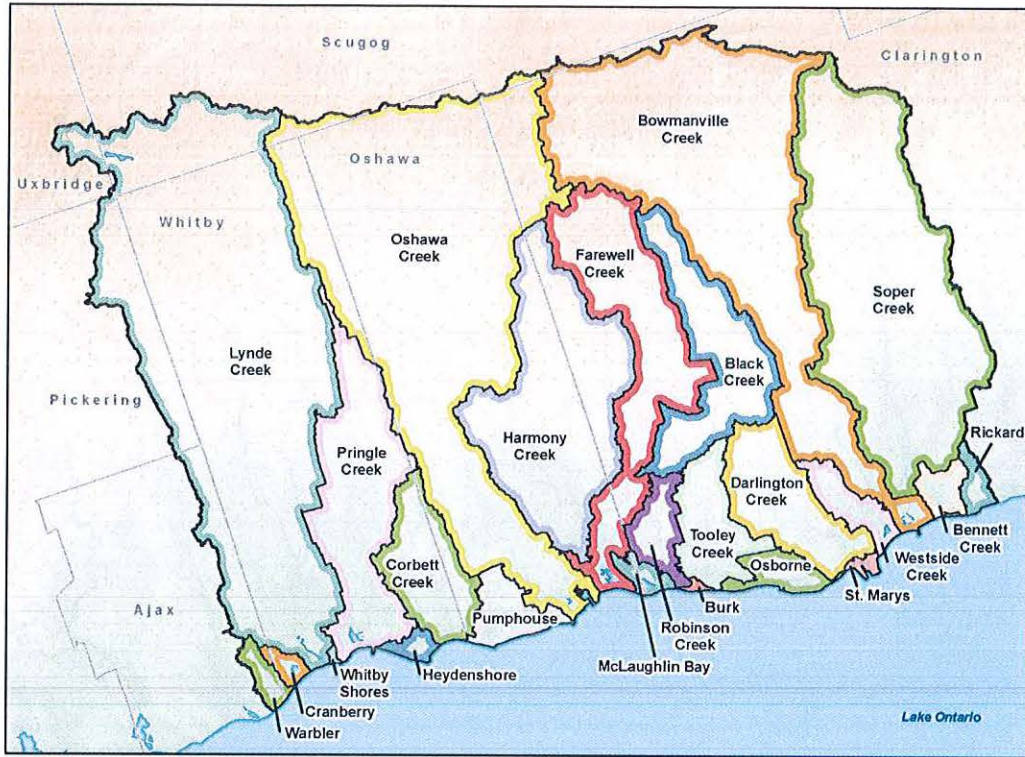 Scugog
Clarington
Bowmanville
Creek
Oshawa
Uxbridge
Whitby
Oshawa
Creek
Farewell
Creek
Soper
Creek
Lynde
Creek
Black
Creek
Pickering
Rickard
Harmony
Creek
Pringle
Creek
Darlington
Creek
Bennett
Creek
Tooley
Creek
Westside
Creek
Corbett
Creek
Osborne
St. Marys
Ajax
Burk
Pumphouse
Robinson
Creek
McLaughlin Bay
Whitby
Shores
Heydenshore
Cranberry
Warbler
Lake Ontario